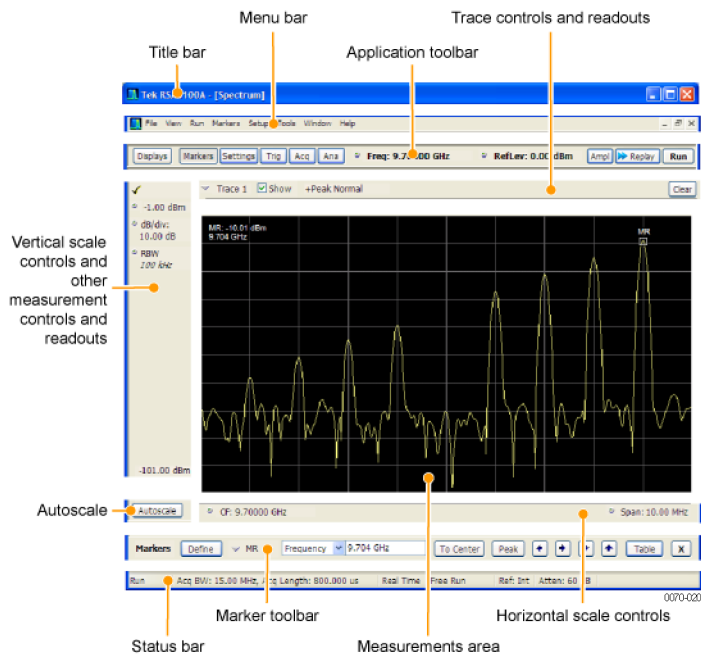 Menu bar
Trace controls and readouts
Title bar
Application toolbar
Tek RS 100A - [Spectrum]
File View Run Markers Setup Tools Window Help
Displays Markers Settings Trig Acq Ana Freq: 9.7 00 GHz RefLev: 0.00 dBm Ampl Replay Run
Trace 1 Show +Peak Normal Clear
-1.00 dBm
dB/div:
10.00 dB
RBW
100 kHz
MR: -10.01 dBm
9.704 GHz
MR
Vertical scale
controls and
other
measurement
controls and
readouts
-101.00 dBm
Autoscale
Autoscale
CF: 9.70000 GHz Span: 10.00 MHz
Markers Define MR Frequency 9.704 GHz To Center Peak Table X
Run Acq BW: 15.00 MHz, Acq Length: 800.000 us Real Time Free Run Ref: Int Atten: 60 B
0070-020
Marker toolbar
Horizontal scale controls
Status bar
Measurements area